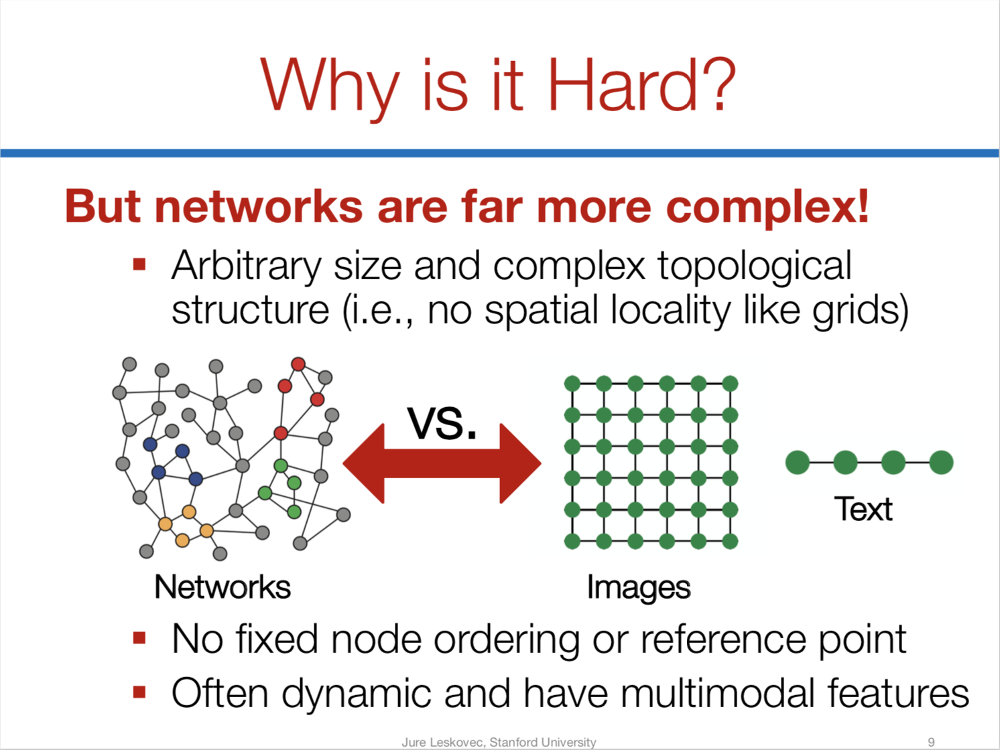 Why is it Hard?
But networks are far more complex!
▪ Arbitrary size and complex topological
structure (i.e., no spatial locality like grids)
vs.
Text
Networks
Images
▪ No fixed node ordering or reference point
▪ Often dynamic and have multimodal features
Jure Leskovec, Stanford University
9